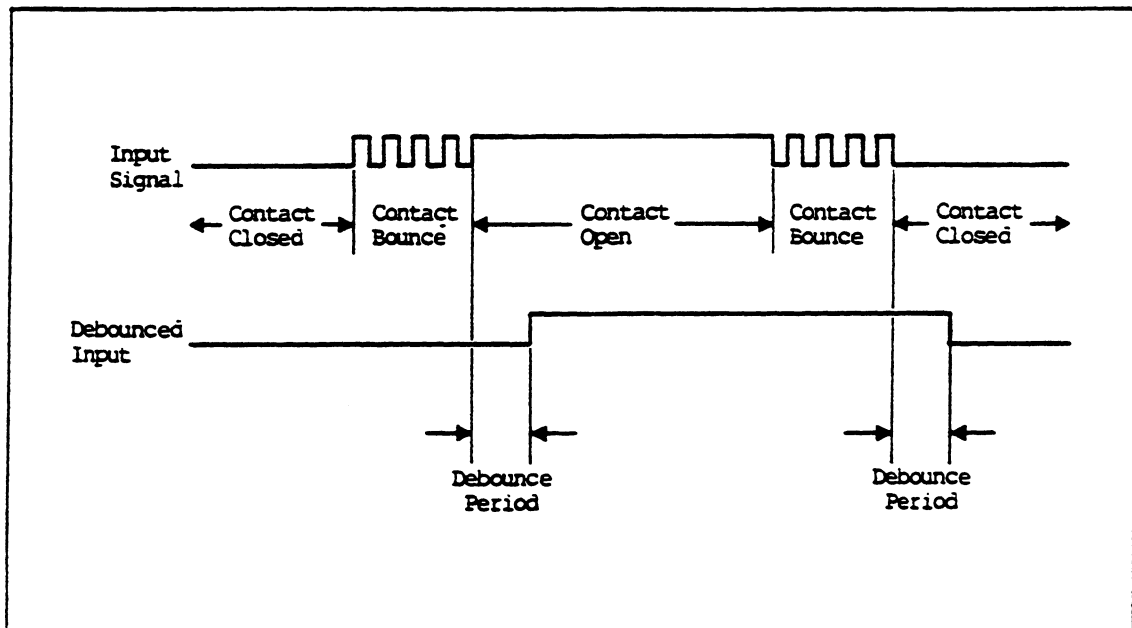 Input
Signal
Contact Closed
Contact Bounce
Contact Open
Contact Bounce
Contact Closed
Debounced
Input
Debounce
Period
Debounce
Period